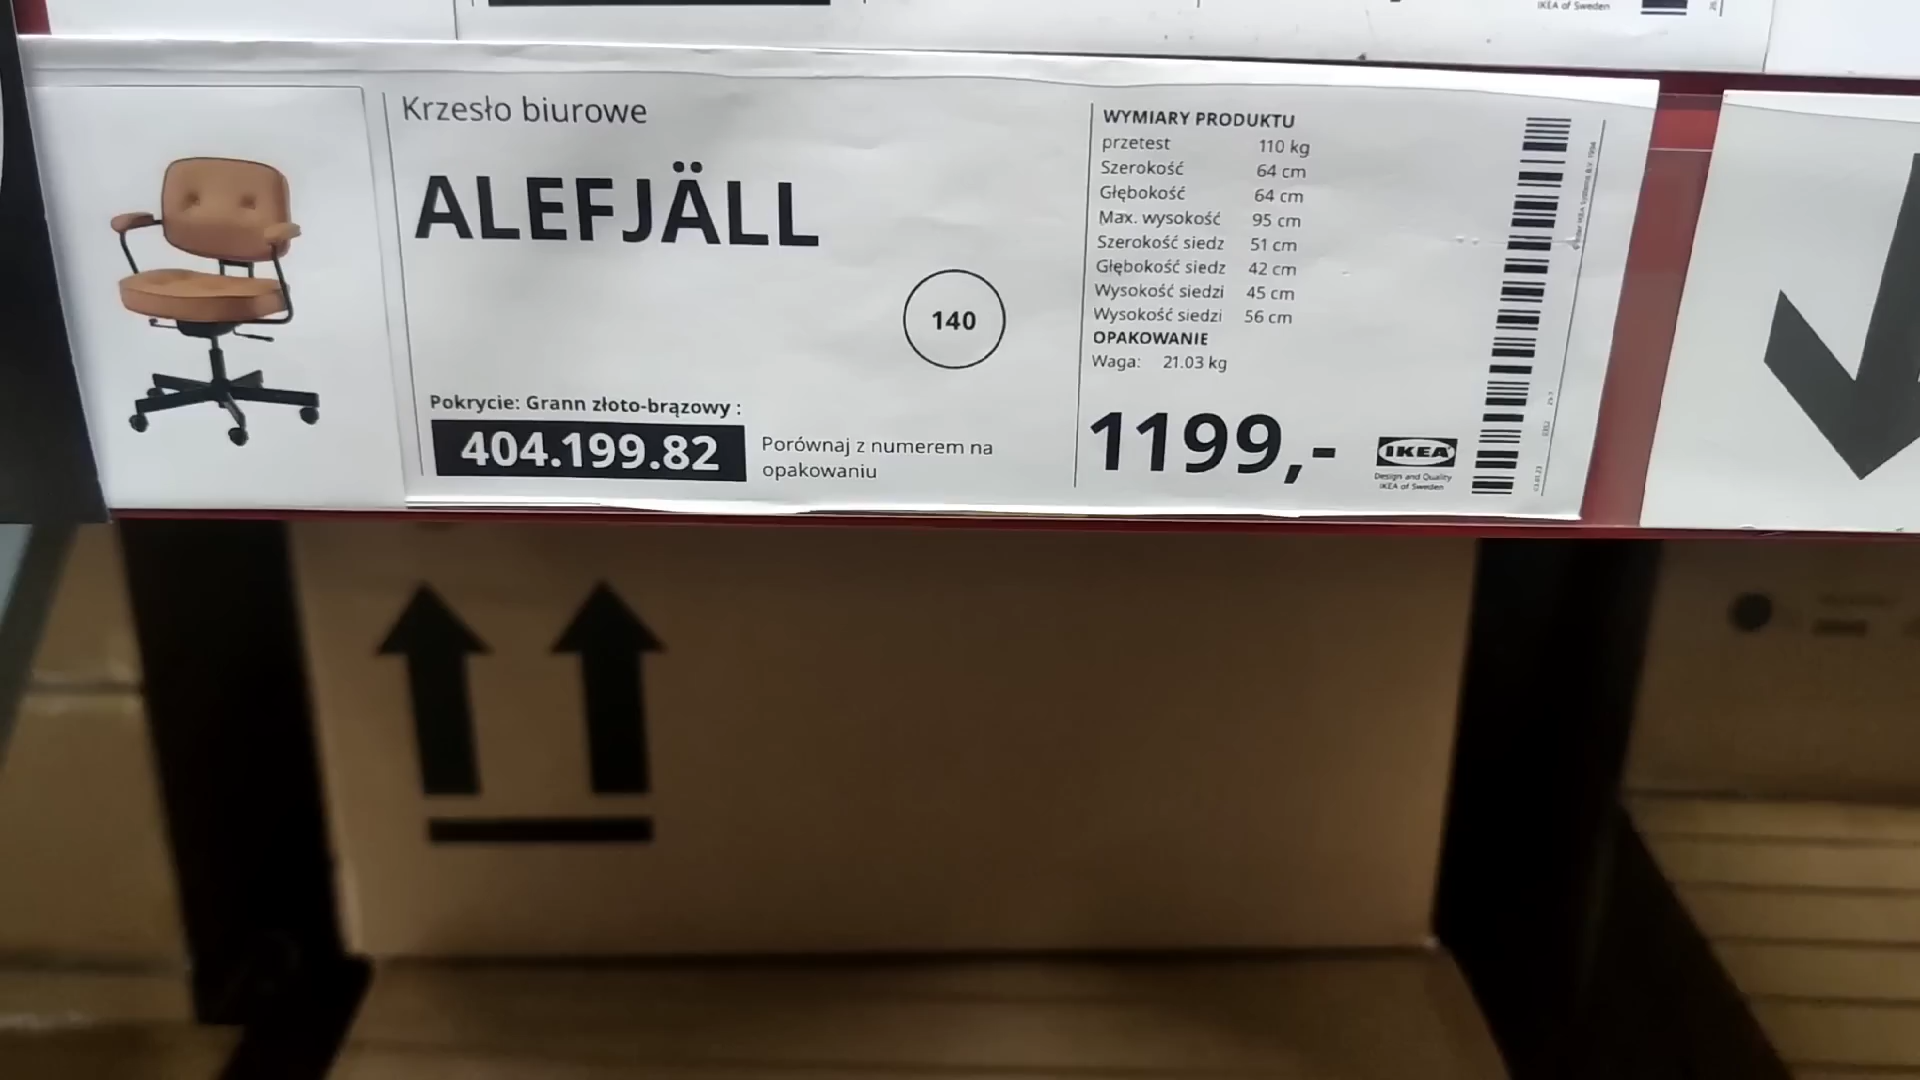 IKEA of Sweden
Krzesło biurowe
ALEFJÄLL
140
Pokrycie: Grann złoto-brązowy :
404.199.82
Porównaj z numerem na
opakowaniu
WYMIARY PRODUKTU
przetest 110 kg
Szerokość 64 cm
Głębokość 64 cm
Max. wysokość 95 cm
Szerokość siedz 51 cm
Głębokość siedz 42 cm
Wysokość siedzi 45 cm
Wysokość siedzi 56 cm
OPAKOWANIE
Waga: 21.03 kg
1199,-
IKEA
Design and Quality
IKEA of Sweden